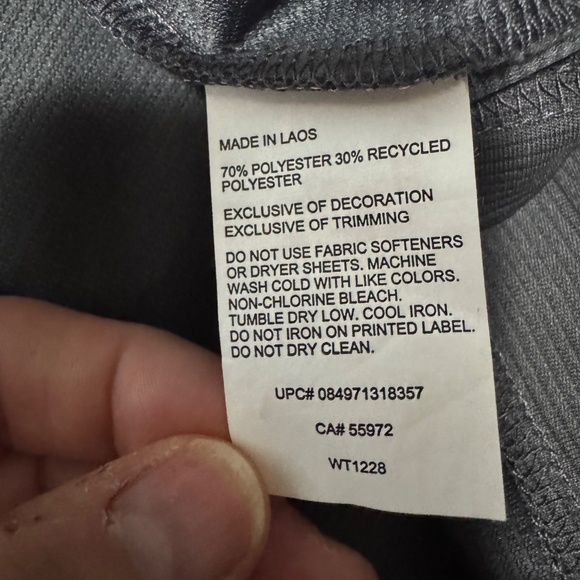 MADE IN LAOS
70% POLYESTER 30% RECYCLED
POLYESTER
EXCLUSIVE OF DECORATION
EXCLUSIVE OF TRIMMING
DO NOT USE FABRIC SOFTENERS
OR DRYER SHEETS. MACHINE
WASH COLD WITH LIKE COLORS.
NON-CHLORINE BLEACH.
TUMBLE DRY LOW. COOL IRON.
DO NOT IRON ON PRINTED LABEL.
DO NOT DRY CLEAN.
UPC# 084971318357
CA# 55972
WT1228